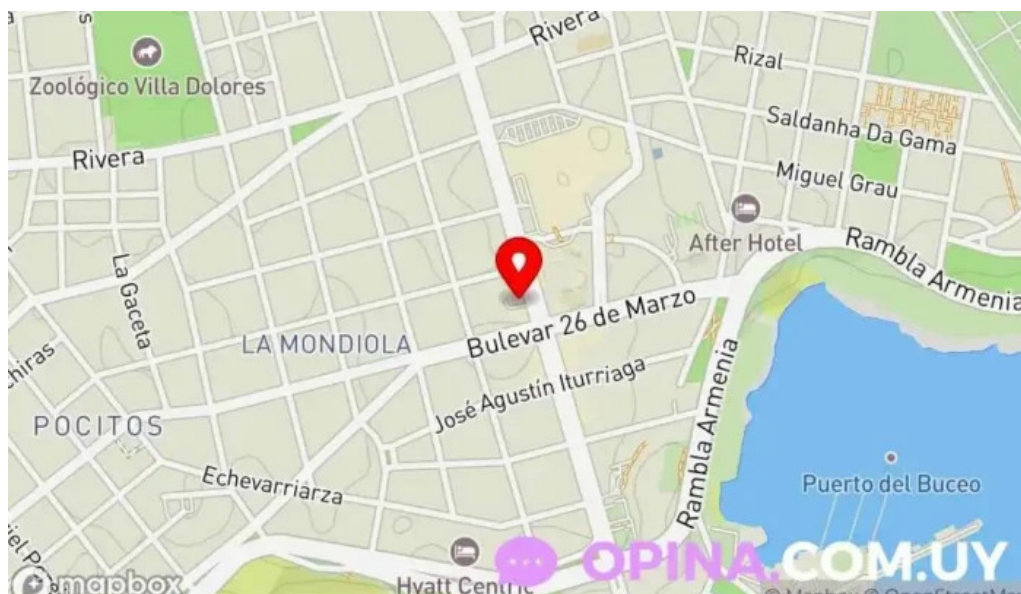 Rivera
Rizal
Zoológico Villa Dolores
Saldanha Da Gama
Rivera
Miguel Grau
After Hotel
Rambla Armenia
La Gaceta
Bulevar 26 de Marzo
LA MONDIOLA
José Agustín Iturriaga
POCITOS
Rambla Armenia
Echevarriarza
Puerto del Buceo
Hyatt Centric
OPINA.COM.UY
mapbox